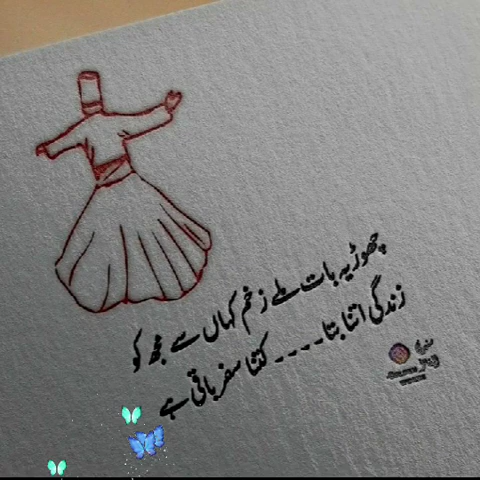 چھوڑ یہ بات ملے زخم کہاں سے مجھ کو
زندگی اتنا بتا ۔۔۔۔ کتنا سفر باقی ہے